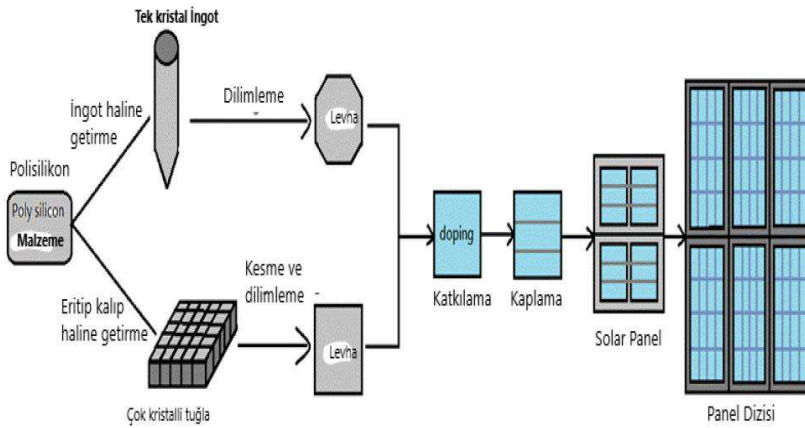 Tek kristal İngot
İngot haline
getirme
Dilimleme
Levha
Polisilikon
Poly silicon
Malzeme
Eritip kalıp
haline getirme
Çok kristalli tuğla
Kesme ve
dilimleme
Levha
doping
Katkılama
Kaplama
Solar Panel
Panel Dizisi